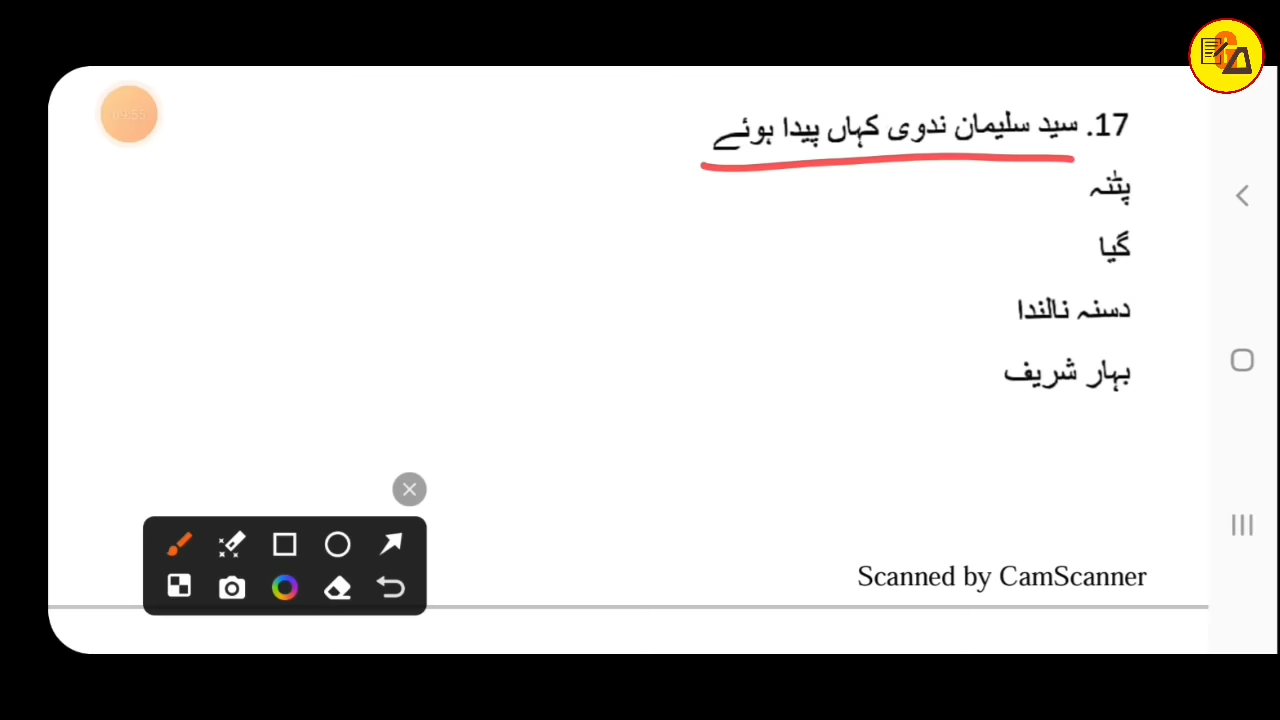 17. سید سلیمان ندوی کہاں پیدا ہوئے
پٹنہ
گیا
دسنہ نالندا
بہار شریف
Scanned by CamScanner